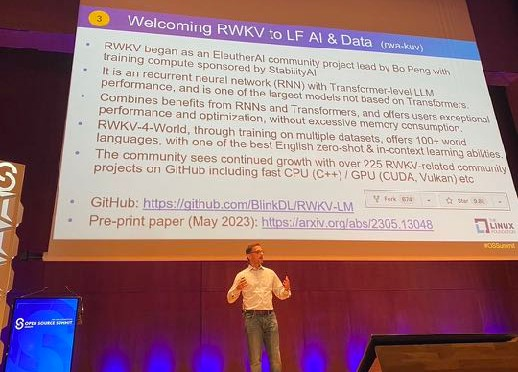 3
Welcoming RWKV to LF AI & Data (rwa-kuv)
• RWKV began as an EleutherAI community project lead by Bo Peng with
training compute sponsored by StabilityAI
• It is an recurrent neural network (RNN) with Transformer-level LLM
performance, and is one of the largest models not based on Transformers.
• Combines benefits from RNNs and Transformers, and offers users exceptional
performance and optimization, without excessive memory consumption.
• RWKV-4-World, through training on multiple datasets, offers 100+ world
languages, with one of the best English zero-shot & in-context learning abilities.
• The community sees continued growth with over 225 RWKV-related community
projects on GitHub including fast CPU (C++) / GPU (CUDA, Vulkan) etc
• GitHub: https://github.com/BlinkDL/RWKV-LM
Fork 674
Star
• Pre-print paper (May 2023): https://arxiv.org/abs/2305.13048
THE
LINUX
FOUNDATION
#OSSummit
OPEN SOURCE SUMMIT